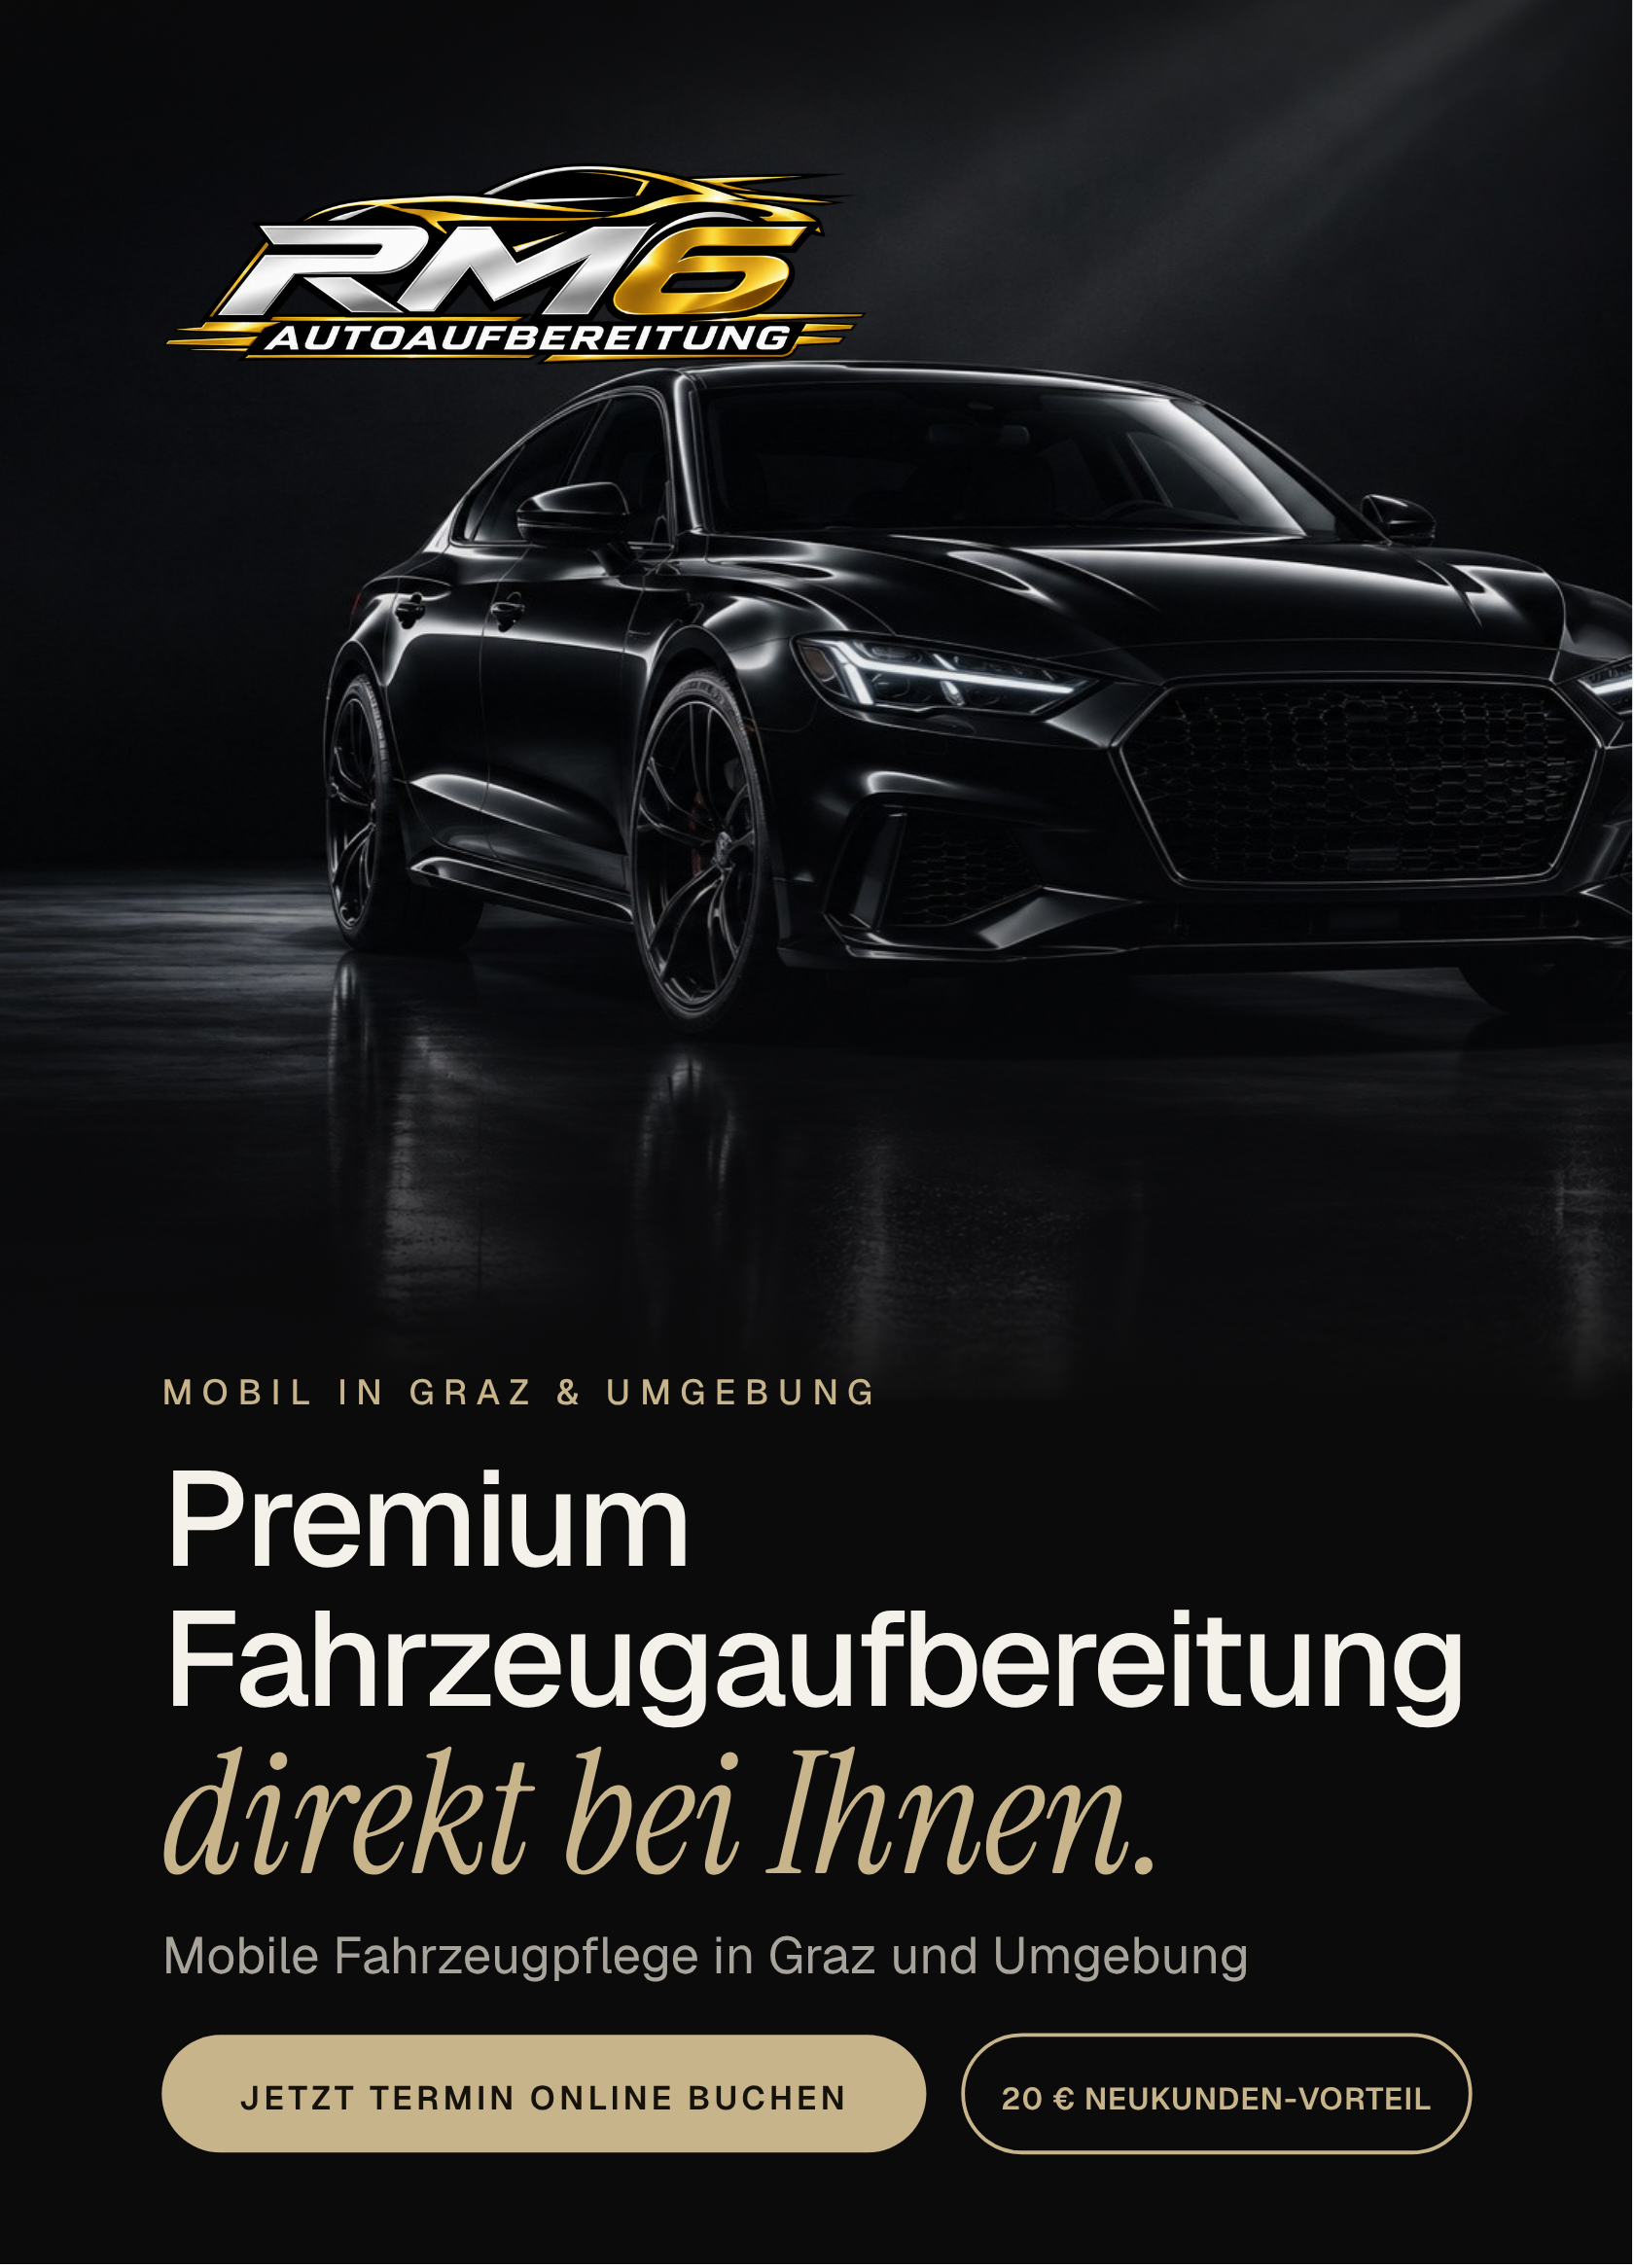 RM6
AUTOAUFBEREITUNG
MOBIL IN GRAZ & UMGEBUNG
Premium
Fahrzeugaufbereitung
direkt bei Ihnen.
Mobile Fahrzeugpflege in Graz und Umgebung
JETZT TERMIN ONLINE BUCHEN
20 € NEUKUNDEN-VORTEIL